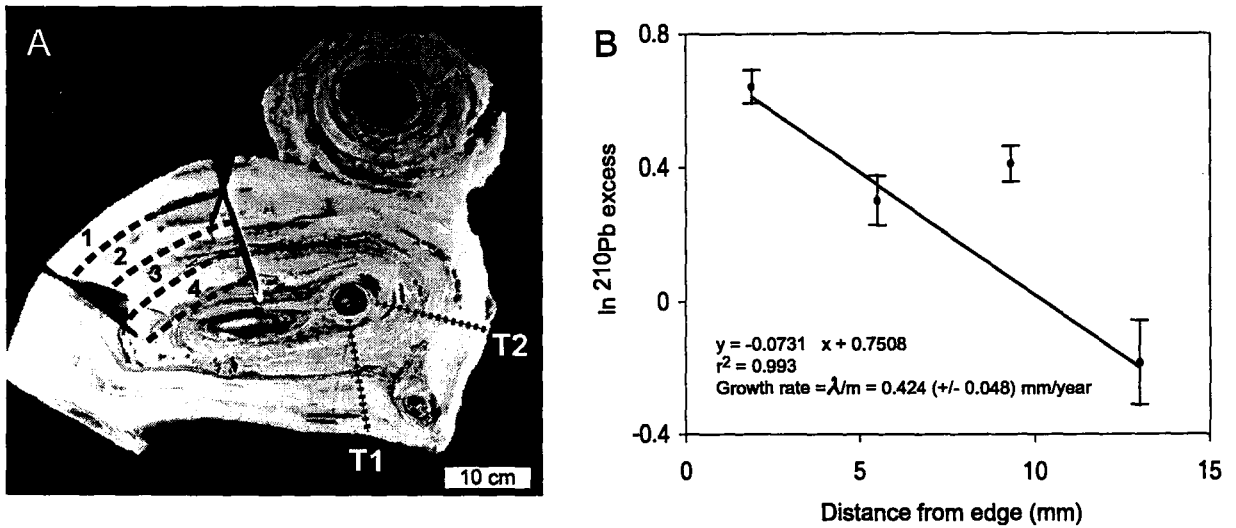 A
1
2
3
4
T2
T1
10 cm
B
0.8
0.4
0
-0.4
ln ²¹⁰Pb excess
y = -0.0731 x + 0.7508
r² = 0.993
Growth rate = λ/m = 0.424 (+/- 0.048) mm/year
0 5 10 15
Distance from edge (mm)